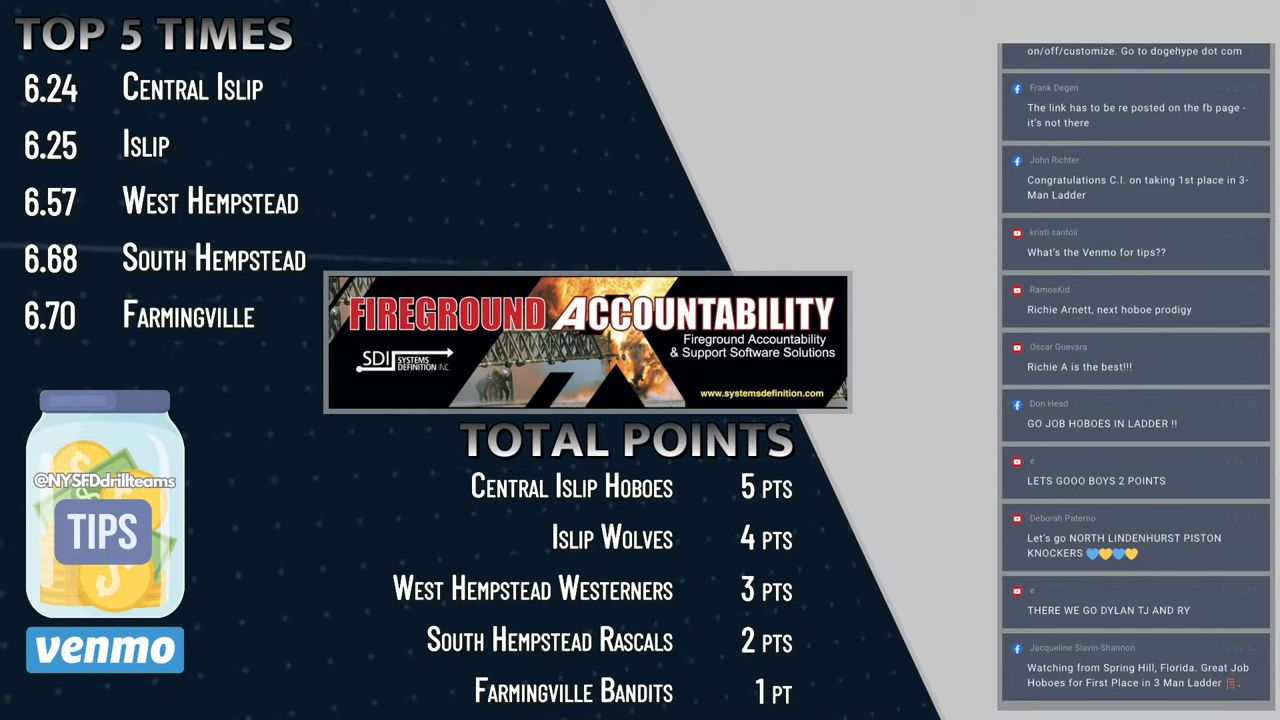 TOP 5 TIMES
6.24 Central Islip
6.25 Islip
6.57 West Hempstead
6.68 South Hempstead
6.70 Farmingville
@NYSFDdrillteams
TIPS
venmo
FIREGROUND ACCOUNTABILITY
Fireground Accountability
& Support Software Solutions
SDI SYSTEMS
DEFINITION INC.
www.systemsdefinition.com
TOTAL POINTS
Central Islip Hoboes 5 pts
Islip Wolves 4 pts
West Hempstead Westerners 3 pts
South Hempstead Rascals 2 pts
Farmingville Bandits 1 pt
on/off/customize. Go to dogehype dot com
Frank Degen
The link has to be re posted on the fb page -
it's not there
John Richter
Congratulations C.I. on taking 1st place in 3-
Man Ladder
kristi santoli
What's the Venmo for tips??
RamosKid
Richie Arnett, next hoboe prodigy
Oscar Guevara
Richie A is the best!!!
Don Head
GO JOB HOBOES IN LADDER !!
e
LETS GOOO BOYS 2 POINTS
Deborah Paterno
Let's go NORTH LINDENHURST PISTON
KNOCKERS 💙💛💙💛
e
THERE WE GO DYLAN TJ AND RY
Jacqueline Slavin-Shannon
Watching from Spring Hill, Florida. Great Job
Hoboes for First Place in 3 Man Ladder 🪜.